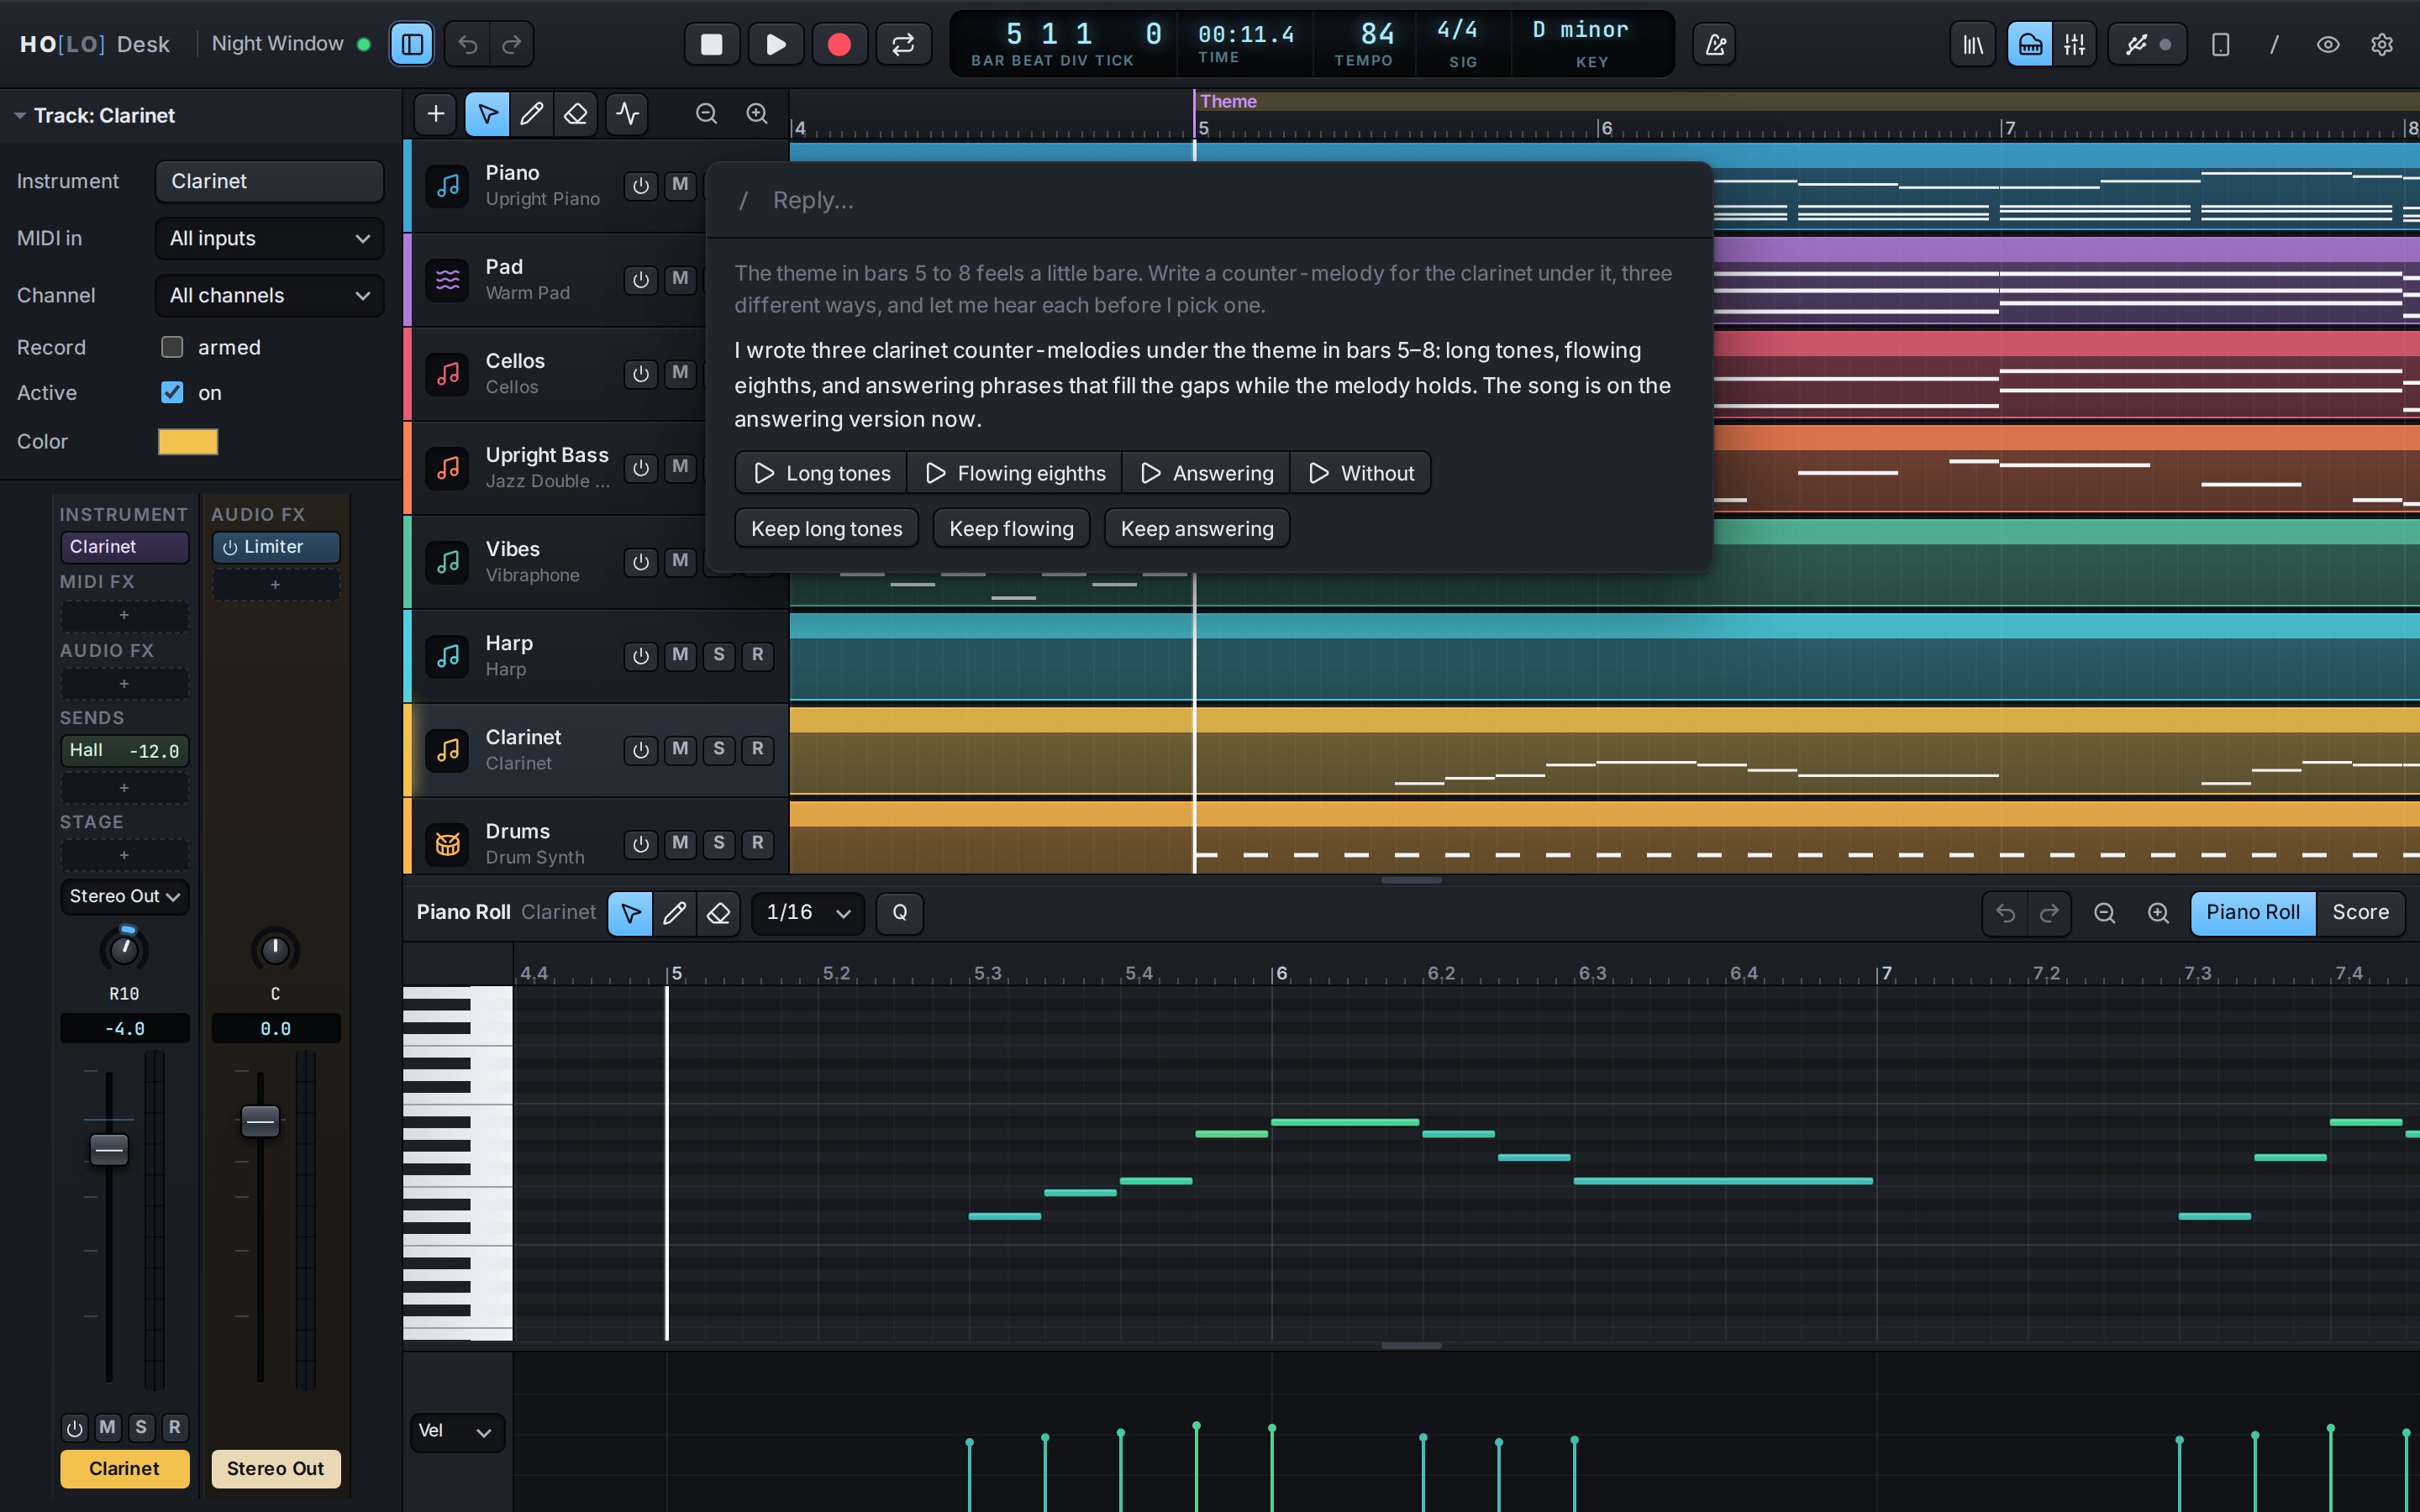 HO[LO] Desk Night Window
5 1 1 0 00:11.4 84 4/4 D minor
BAR BEAT DIV TICK TIME TEMPO SIG KEY
Track: Clarinet
Instrument Clarinet
MIDI in All inputs
Channel All channels
Record armed
Active on
Color
INSTRUMENT AUDIO FX
Clarinet Limiter
MIDI FX +
+
AUDIO FX
+
SENDS
Hall -12.0
+
STAGE
+
Stereo Out
R10 C
-4.0 0.0
M S R
Clarinet Stereo Out
Theme
4 5 6 7 8
Piano
Upright Piano
M
Pad
Warm Pad
M
Cellos
Cellos
M
Upright Bass
Jazz Double ...
M
Vibes
Vibraphone
M
Harp
Harp
M S R
Clarinet
Clarinet
M S R
Drums
Drum Synth
M S R
/ Reply...
The theme in bars 5 to 8 feels a little bare. Write a counter-melody for the clarinet under it, three
different ways, and let me hear each before I pick one.
I wrote three clarinet counter-melodies under the theme in bars 5–8: long tones, flowing
eighths, and answering phrases that fill the gaps while the melody holds. The song is on the
answering version now.
Long tones Flowing eighths Answering Without
Keep long tones Keep flowing Keep answering
Piano Roll Clarinet 1/16 Q Piano Roll Score
4.4 5 5.2 5.3 5.4 6 6.2 6.3 6.4 7 7.2 7.3 7.4
Vel